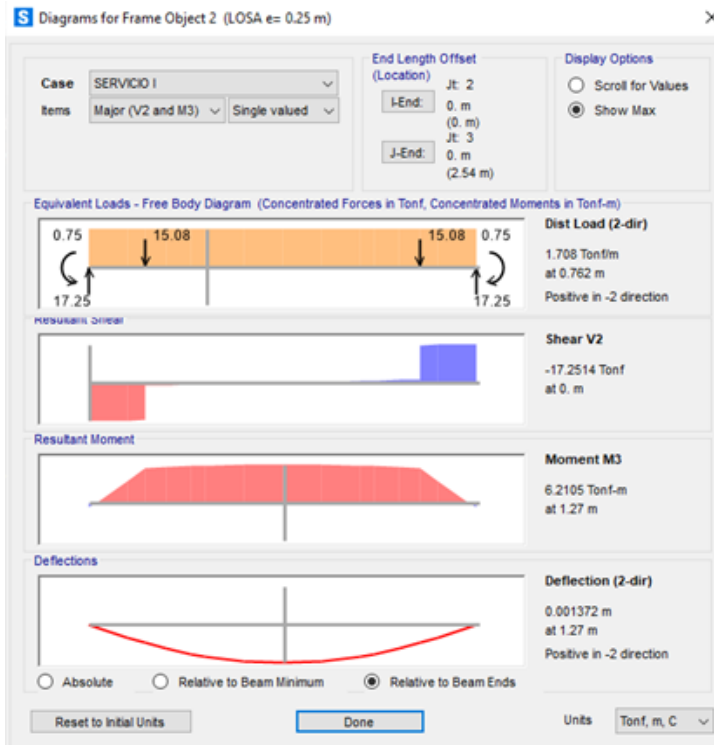 S Diagrams for Frame Object 2 (LOSA e= 0.25 m)
Case SERVICIO I
Items Major (V2 and M3) Single valued
End Length Offset
(Location)
Jt: 2
I-End: 0. m
(0. m)
Jt: 3
J-End: 0. m
(2.54 m)
Display Options
Scroll for Values
Show Max
Equivalent Loads - Free Body Diagram (Concentrated Forces in Tonf, Concentrated Moments in Tonf-m)
0.75 15.08 15.08 0.75
17.25 17.25
Dist Load (2-dir)
1.708 Tonf/m
at 0.762 m
Positive in -2 direction
Resultant Shear
Shear V2
-17.2514 Tonf
at 0. m
Resultant Moment
Moment M3
6.2105 Tonf-m
at 1.27 m
Deflections
Deflection (2-dir)
0.001372 m
at 1.27 m
Positive in -2 direction
Absolute Relative to Beam Minimum Relative to Beam Ends
Reset to Initial Units Done Units Tonf, m, C